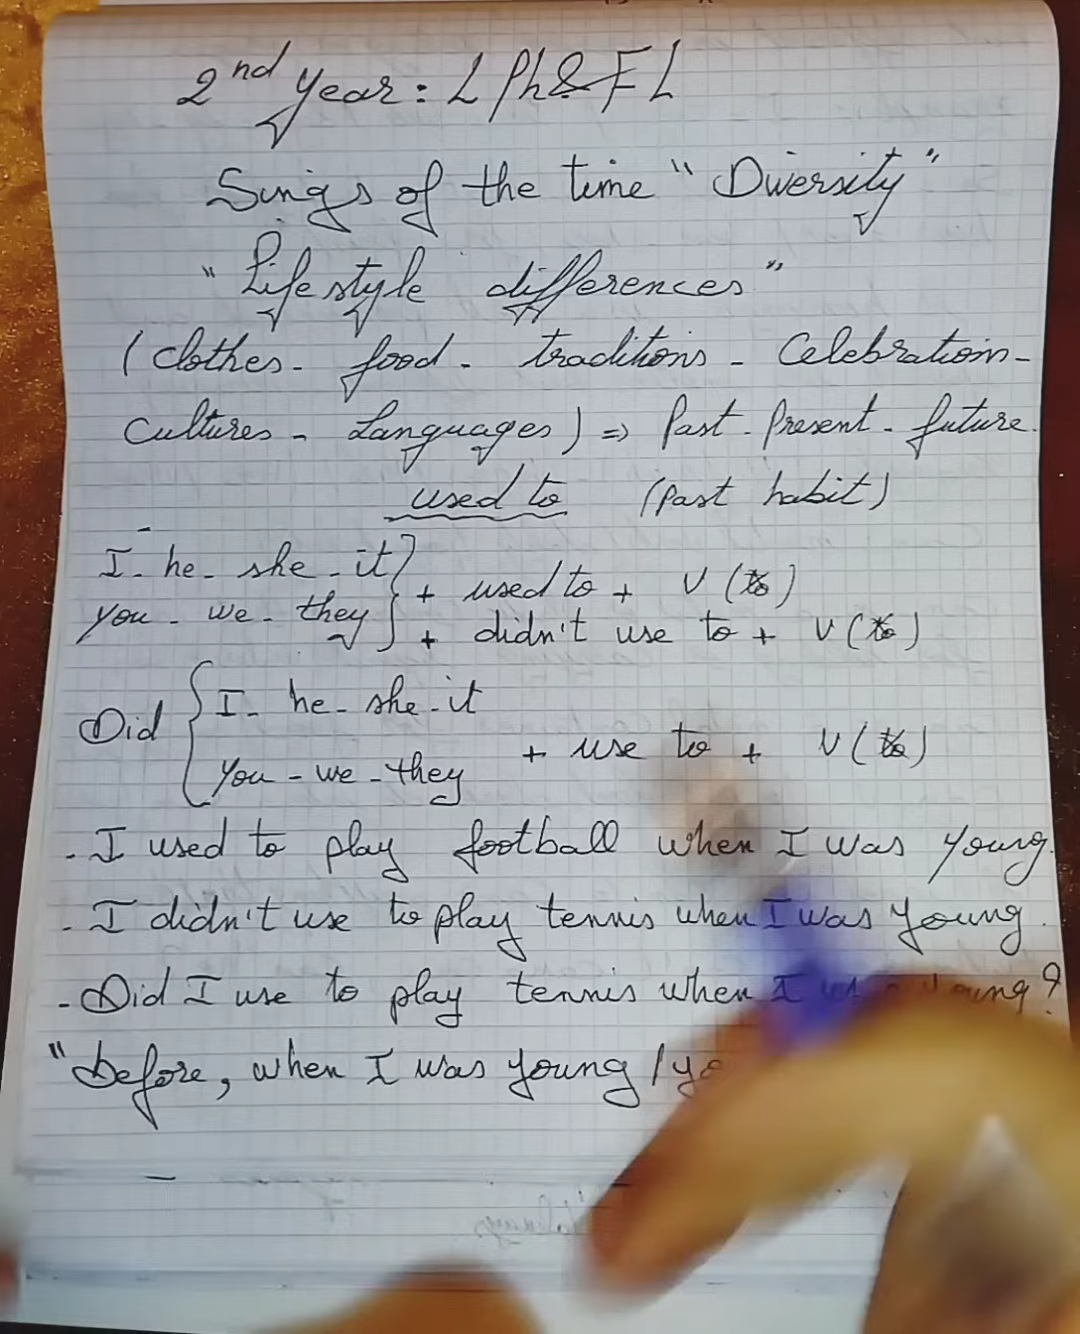 2nd year: L Ph & F L
Sings of the time "Diversity"
"Lifestyle differences"
(clothes - food - traditions - Celebration -
cultures - Languages) => Past - Present - future.
used to (past habit)
I - he - she - it
you - we - they
+ used to + V (to)
+ didn't use to + V (to)
Did
I - he - she - it
you - we - they
+ use to + V (to)
- I used to play football when I was young.
- I didn't use to play tennis when I was young.
- Did I use to play tennis when I was young?
"before, when I was young /